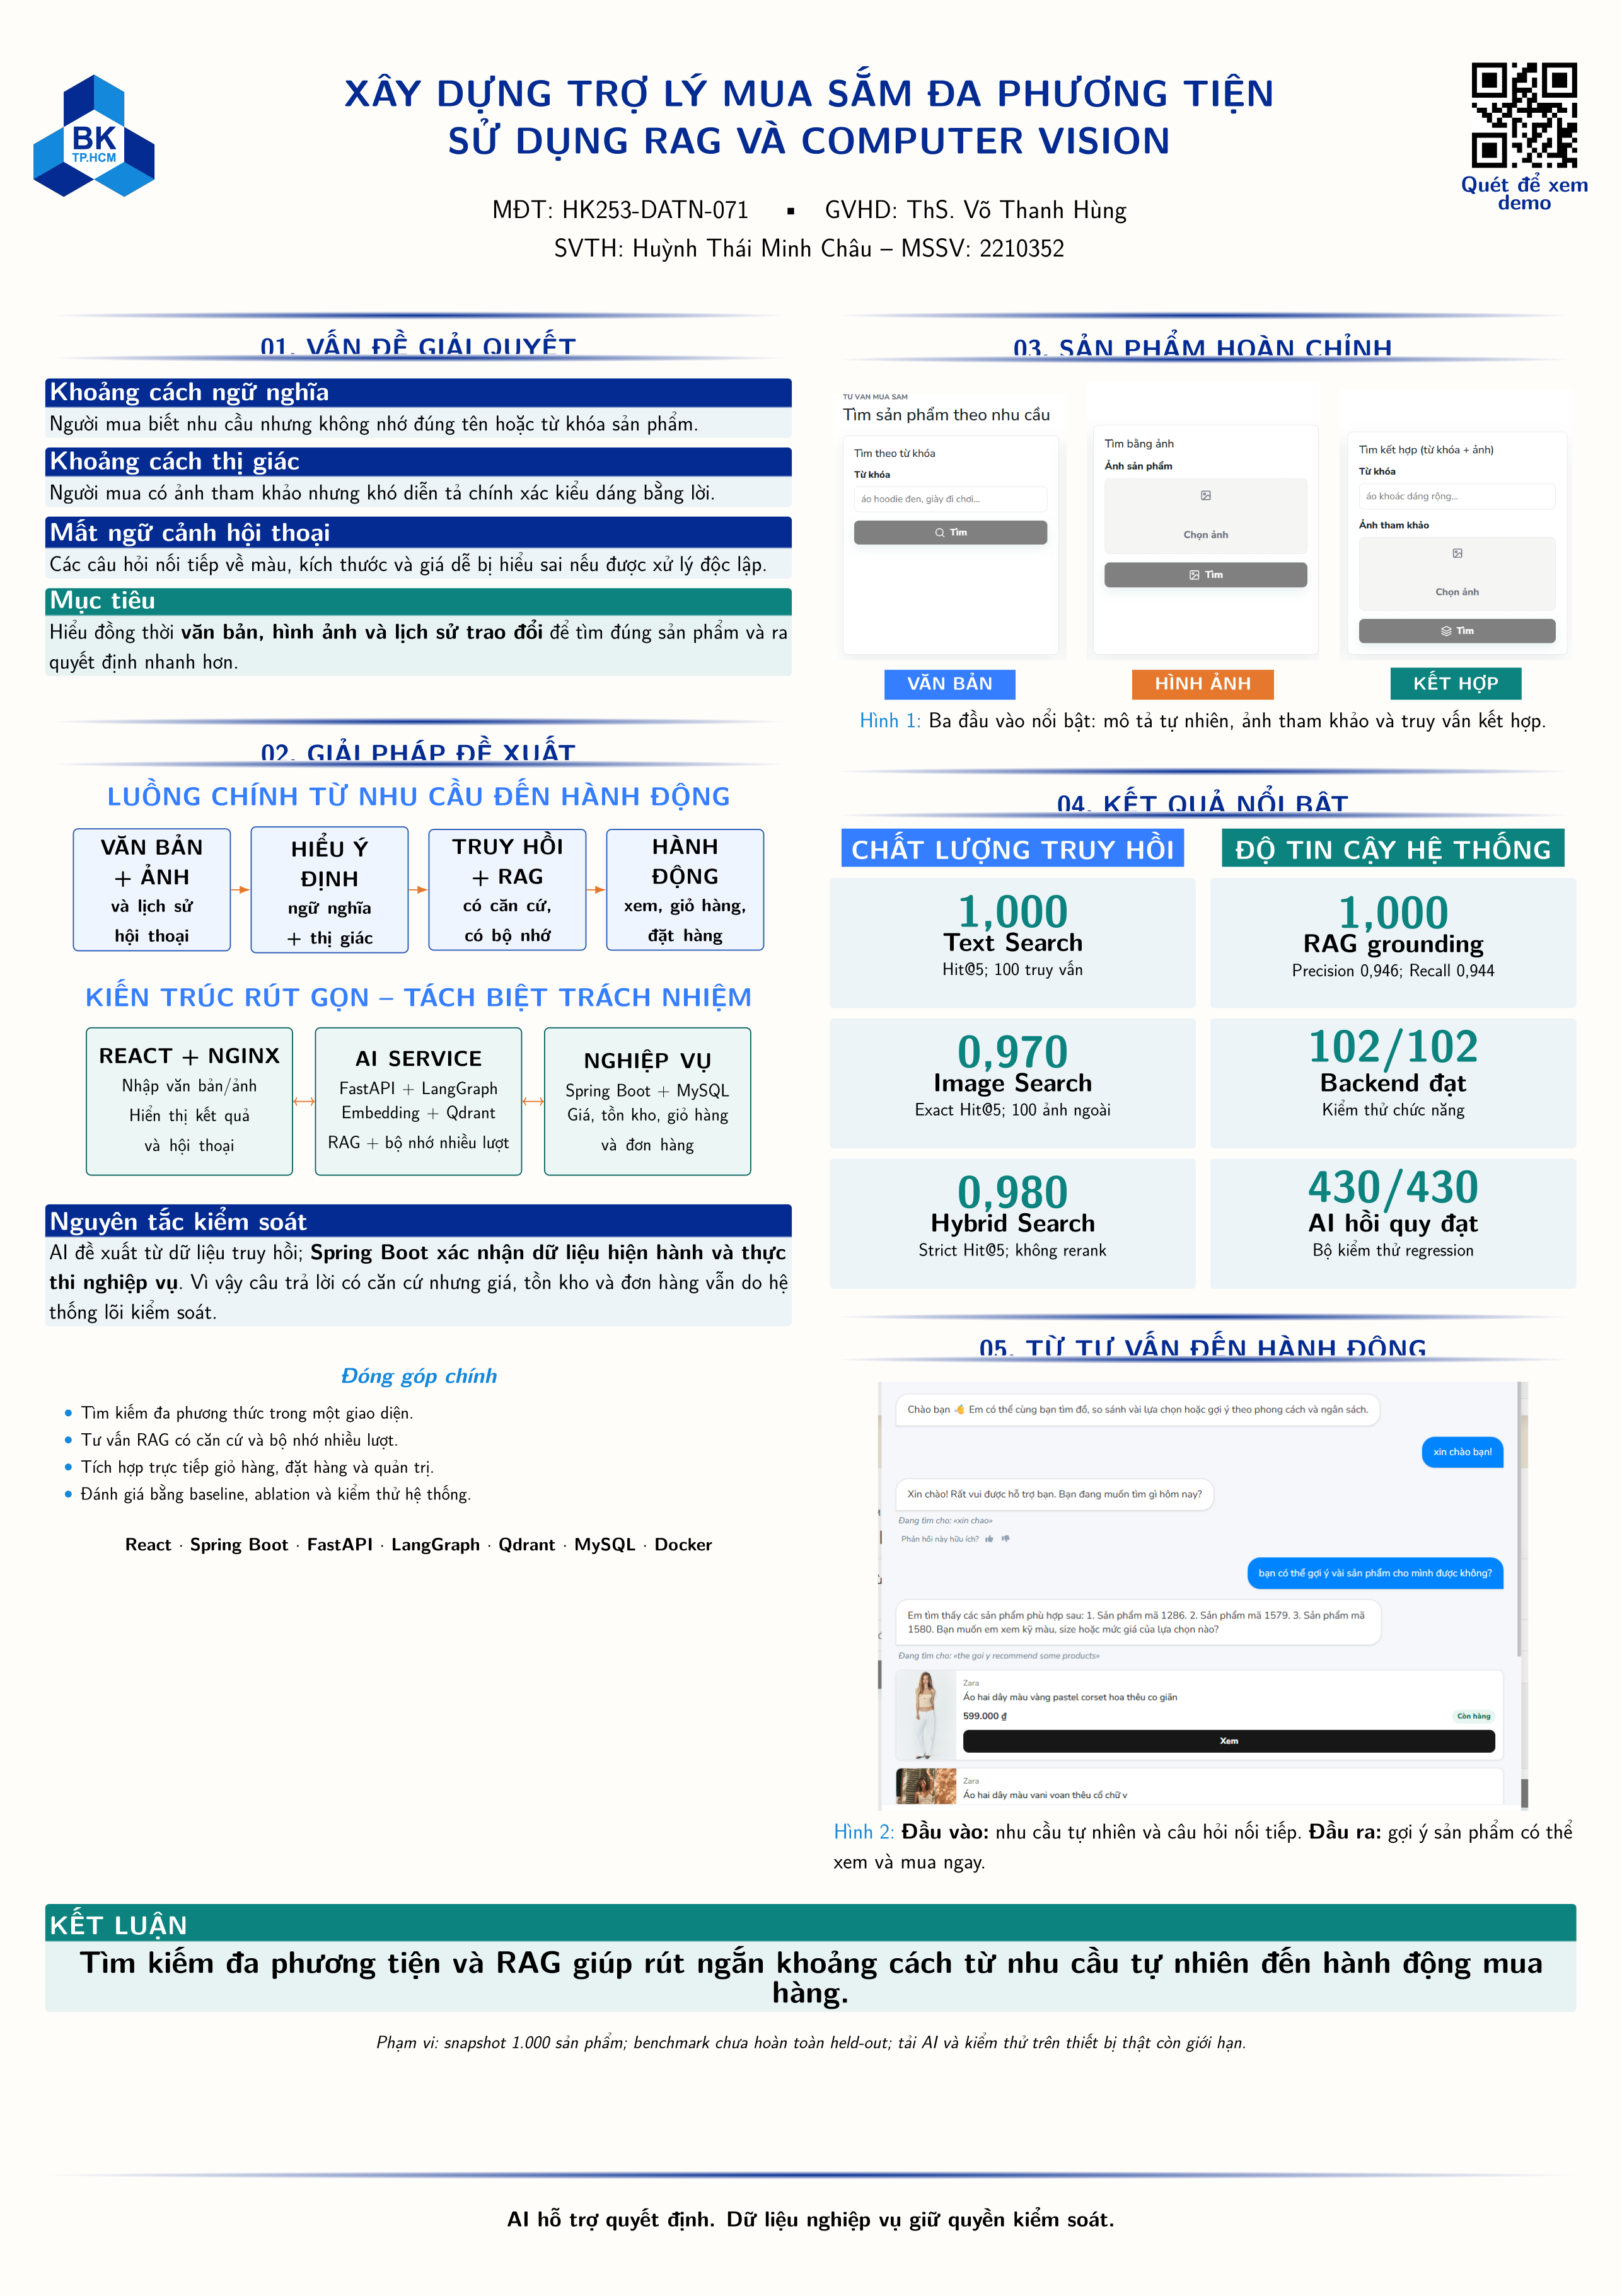 BK
TP.HCM
XÂY DỰNG TRỢ LÝ MUA SẮM ĐA PHƯƠNG TIỆN
SỬ DỤNG RAG VÀ COMPUTER VISION
MĐT: HK253-DATN-071 ▪ GVHD: ThS. Võ Thanh Hùng
SVTH: Huỳnh Thái Minh Châu – MSSV: 2210352
Quét để xem
demo
01. VẤN ĐỀ GIẢI QUYẾT
Khoảng cách ngữ nghĩa
Người mua biết nhu cầu nhưng không nhớ đúng tên hoặc từ khóa sản phẩm.
Khoảng cách thị giác
Người mua có ảnh tham khảo nhưng khó diễn tả chính xác kiểu dáng bằng lời.
Mất ngữ cảnh hội thoại
Các câu hỏi nối tiếp về màu, kích thước và giá dễ bị hiểu sai nếu được xử lý độc lập.
Mục tiêu
Hiểu đồng thời văn bản, hình ảnh và lịch sử trao đổi để tìm đúng sản phẩm và ra
quyết định nhanh hơn.
02. GIẢI PHÁP ĐỀ XUẤT
LUỒNG CHÍNH TỪ NHU CẦU ĐẾN HÀNH ĐỘNG
VĂN BẢN
+ ẢNH
và lịch sử
hội thoại
HIỂU Ý
ĐỊNH
ngữ nghĩa
+ thị giác
TRUY HỒI
+ RAG
có căn cứ,
có bộ nhớ
HÀNH
ĐỘNG
xem, giỏ hàng,
đặt hàng
KIẾN TRÚC RÚT GỌN – TÁCH BIỆT TRÁCH NHIỆM
REACT + NGINX
Nhập văn bản/ảnh
Hiển thị kết quả
và hội thoại
AI SERVICE
FastAPI + LangGraph
Embedding + Qdrant
RAG + bộ nhớ nhiều lượt
NGHIỆP VỤ
Spring Boot + MySQL
Giá, tồn kho, giỏ hàng
và đơn hàng
Nguyên tắc kiểm soát
AI đề xuất từ dữ liệu truy hồi; Spring Boot xác nhận dữ liệu hiện hành và thực
thi nghiệp vụ. Vì vậy câu trả lời có căn cứ nhưng giá, tồn kho và đơn hàng vẫn do hệ
thống lõi kiểm soát.
Đóng góp chính
• Tìm kiếm đa phương thức trong một giao diện.
• Tư vấn RAG có căn cứ và bộ nhớ nhiều lượt.
• Tích hợp trực tiếp giỏ hàng, đặt hàng và quản trị.
• Đánh giá bằng baseline, ablation và kiểm thử hệ thống.
React · Spring Boot · FastAPI · LangGraph · Qdrant · MySQL · Docker
03. SẢN PHẨM HOÀN CHỈNH
TƯ VẤN MUA SẮM
Tìm sản phẩm theo nhu cầu
Tìm theo từ khóa
Từ khóa
áo hoodie đen, giày đi chơi...
Tìm
Tìm bằng ảnh
Ảnh sản phẩm
Chọn ảnh
Tìm
Tìm kết hợp (từ khóa + ảnh)
Từ khóa
áo khoác dáng rộng...
Ảnh tham khảo
Chọn ảnh
Tìm
VĂN BẢN
HÌNH ẢNH
KẾT HỢP
Hình 1: Ba đầu vào nổi bật: mô tả tự nhiên, ảnh tham khảo và truy vấn kết hợp.
04. KẾT QUẢ NỔI BẬT
CHẤT LƯỢNG TRUY HỒI
ĐỘ TIN CẬY HỆ THỐNG
1,000
Text Search
Hit@5; 100 truy vấn
1,000
RAG grounding
Precision 0,946; Recall 0,944
0,970
Image Search
Exact Hit@5; 100 ảnh ngoài
102/102
Backend đạt
Kiểm thử chức năng
0,980
Hybrid Search
Strict Hit@5; không rerank
430/430
AI hồi quy đạt
Bộ kiểm thử regression
05. TỪ TƯ VẤN ĐẾN HÀNH ĐỘNG
Chào bạn 👋 Em có thể cùng bạn tìm đồ, so sánh vài lựa chọn hoặc gợi ý theo phong cách và ngân sách.
xin chào bạn!
Xin chào! Rất vui được hỗ trợ bạn. Bạn đang muốn tìm gì hôm nay?
Đang tìm cho: «xin chao»
Phản hồi này hữu ích?
bạn có thể gợi ý vài sản phẩm cho mình được không?
Em tìm thấy các sản phẩm phù hợp sau: 1. Sản phẩm mã 1286. 2. Sản phẩm mã 1579. 3. Sản phẩm mã
1580. Bạn muốn em xem kỹ màu, size hoặc mức giá của lựa chọn nào?
Đang tìm cho: «the goi y recommend some products»
Zara
Áo hai dây màu vàng pastel corset hoa thêu co giãn
599.000 ₫
Còn hàng
Xem
Zara
Áo hai dây màu vani voan thêu cổ chữ v
Hình 2: Đầu vào: nhu cầu tự nhiên và câu hỏi nối tiếp. Đầu ra: gợi ý sản phẩm có thể
xem và mua ngay.
KẾT LUẬN
Tìm kiếm đa phương tiện và RAG giúp rút ngắn khoảng cách từ nhu cầu tự nhiên đến hành động mua
hàng.
Phạm vi: snapshot 1.000 sản phẩm; benchmark chưa hoàn toàn held-out; tải AI và kiểm thử trên thiết bị thật còn giới hạn.
AI hỗ trợ quyết định. Dữ liệu nghiệp vụ giữ quyền kiểm soát.